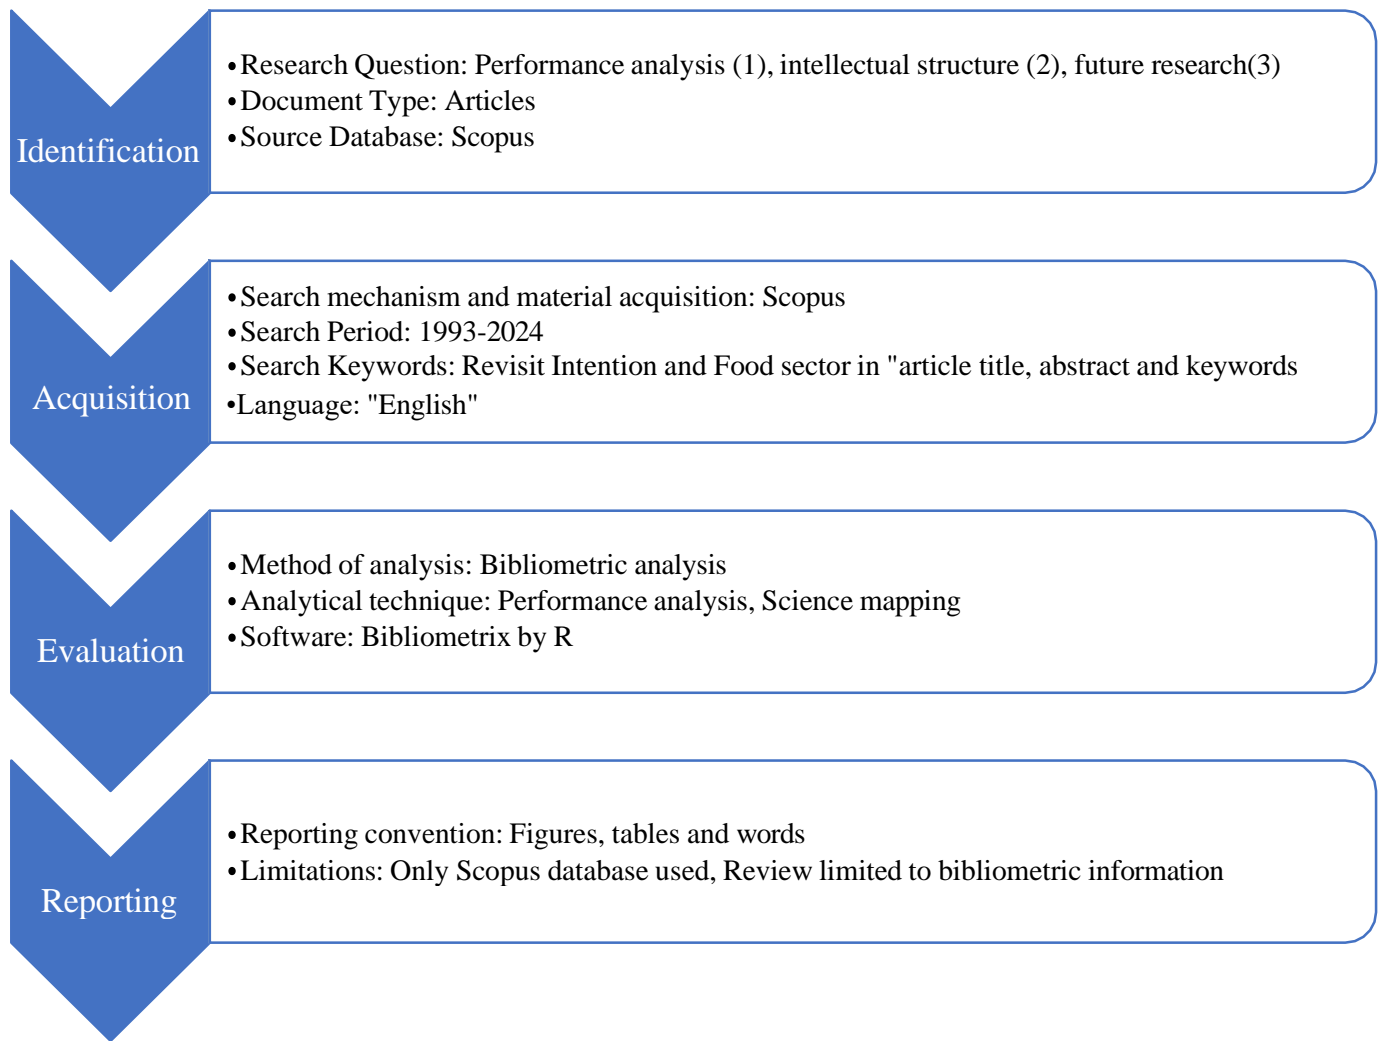 Identification
•Research Question: Performance analysis (1), intellectual structure (2), future research(3)
•Document Type: Articles
•Source Database: Scopus
Acquisition
•Search mechanism and material acquisition: Scopus
•Search Period: 1993-2024
•Search Keywords: Revisit Intention and Food sector in "article title, abstract and keywords
•Language: "English"
Evaluation
•Method of analysis: Bibliometric analysis
•Analytical technique: Performance analysis, Science mapping
•Software: Bibliometrix by R
Reporting
•Reporting convention: Figures, tables and words
•Limitations: Only Scopus database used, Review limited to bibliometric information